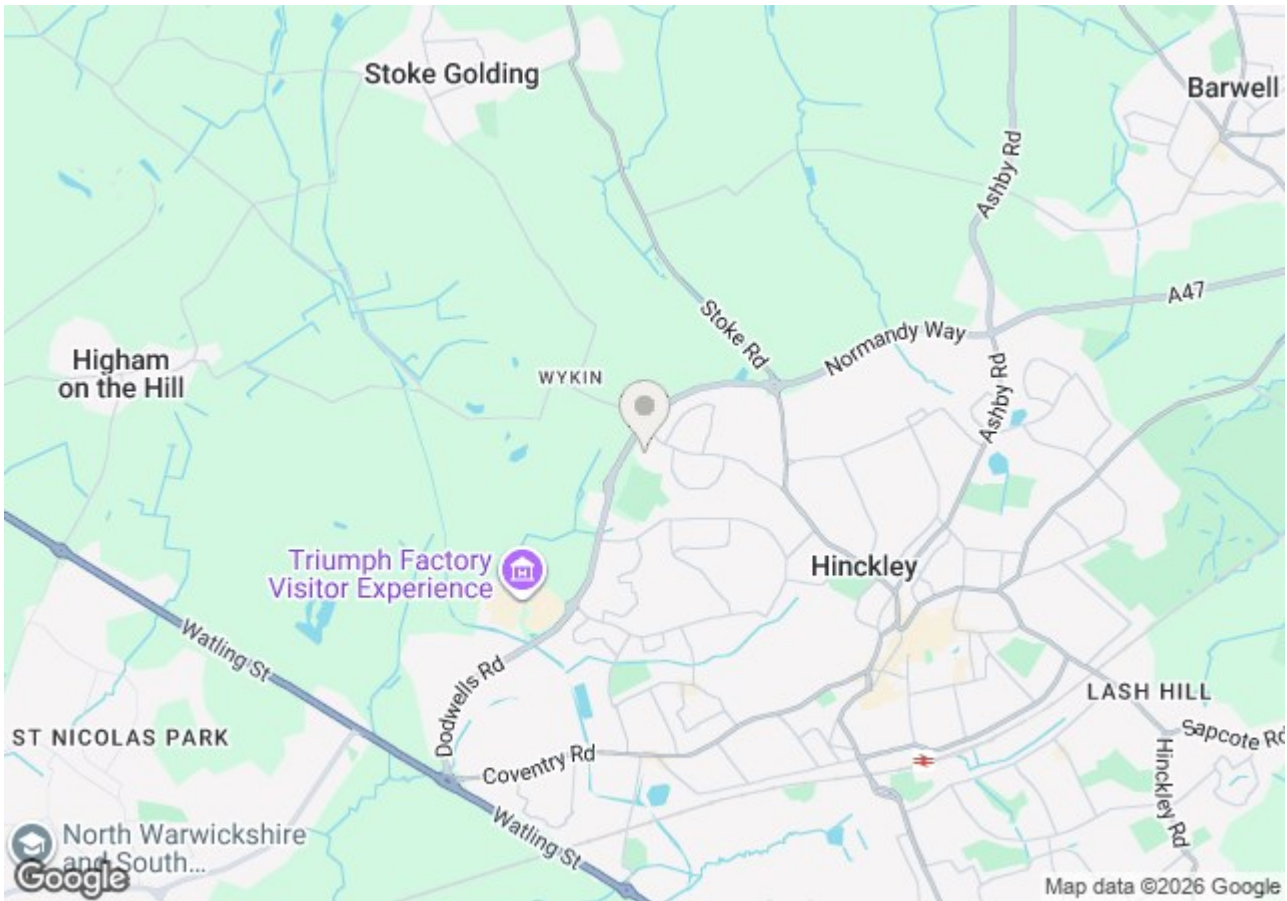 Stoke Golding
Barwell
Ashby Rd
A47
Stoke Rd
Normandy Way
Higham
on the Hill
WYKIN
Ashby Rd
Triumph Factory
Visitor Experience
Hinckley
Watling St
Dodwells Rd
LASH HILL
ST NICOLAS PARK
Sapcote Rd
Coventry Rd
Hinckley Rd
Watling St
North Warwickshire
and South...
Google
Map data ©2026 Google